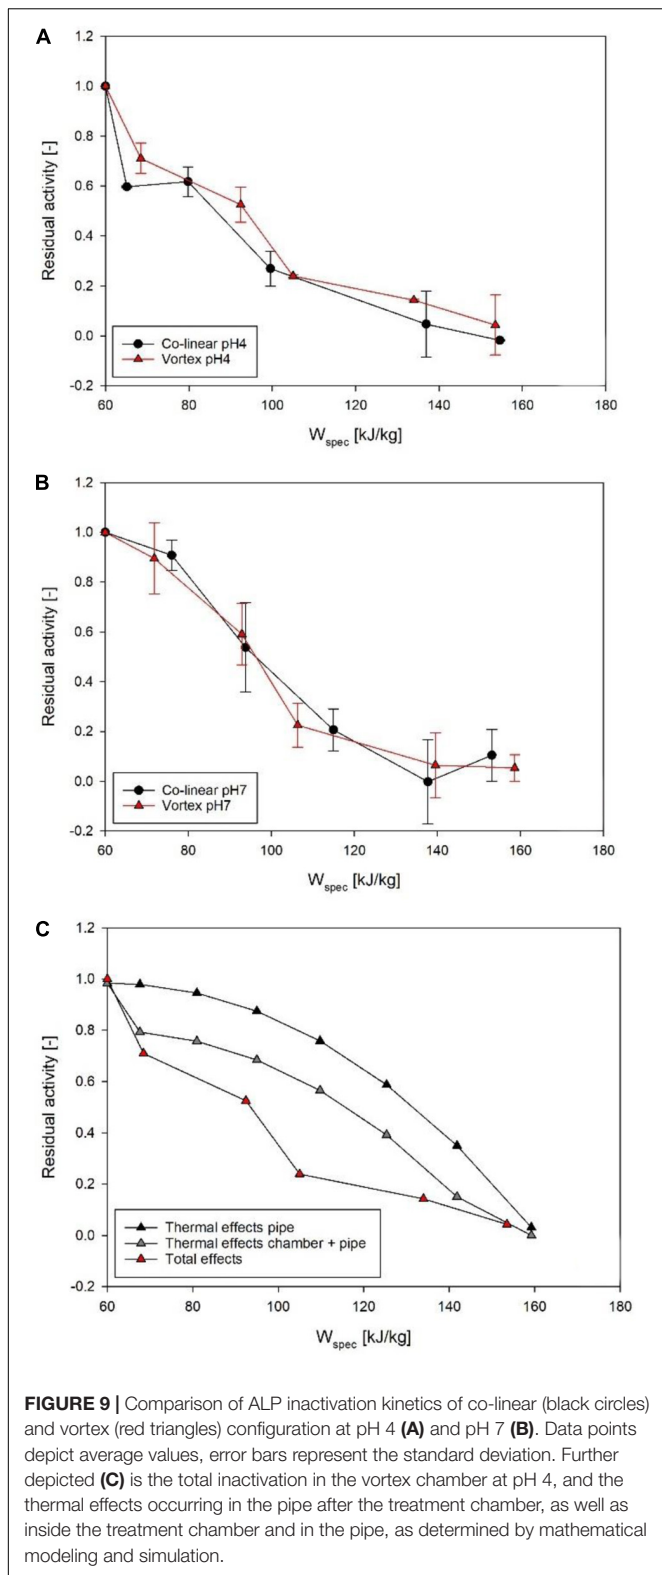 A
1.2
1.0
0.8
0.6
0.4
0.2
0.0
-0.2
Residual activity [-]
Co-linear pH4
Vortex pH4
60 80 100 120 140 160 180
Wspec [kJ/kg]
B
1.2
1.0
0.8
0.6
0.4
0.2
0.0
-0.2
Residual activity [-]
Co-linear pH7
Vortex pH7
60 80 100 120 140 160 180
Wspec [kJ/kg]
C
1.2
1.0
0.8
0.6
0.4
0.2
0.0
-0.2
Residual activity [-]
Thermal effects pipe
Thermal effects chamber + pipe
Total effects
60 80 100 120 140 160 180
Wspec [kJ/kg]
FIGURE 9 | Comparison of ALP inactivation kinetics of co-linear (black circles)
and vortex (red triangles) configuration at pH 4 (A) and pH 7 (B). Data points
depict average values, error bars represent the standard deviation. Further
depicted (C) is the total inactivation in the vortex chamber at pH 4, and the
thermal effects occurring in the pipe after the treatment chamber, as well as
inside the treatment chamber and in the pipe, as determined by mathematical
modeling and simulation.